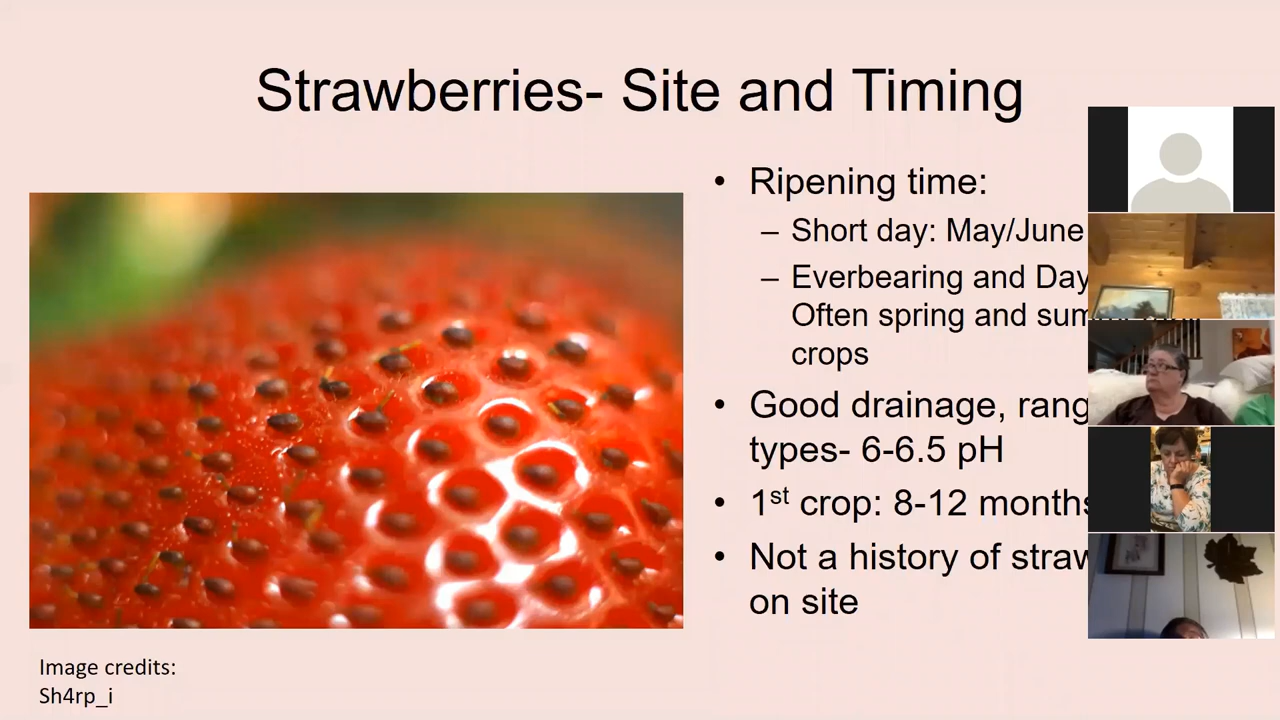 Strawberries- Site and Timing
• Ripening time:
– Short day: May/June
– Everbearing and Day
Often spring and sum
crops
• Good drainage, rang
types- 6-6.5 pH
• 1st crop: 8-12 months
• Not a history of straw
on site
Image credits:
Sh4rp_i